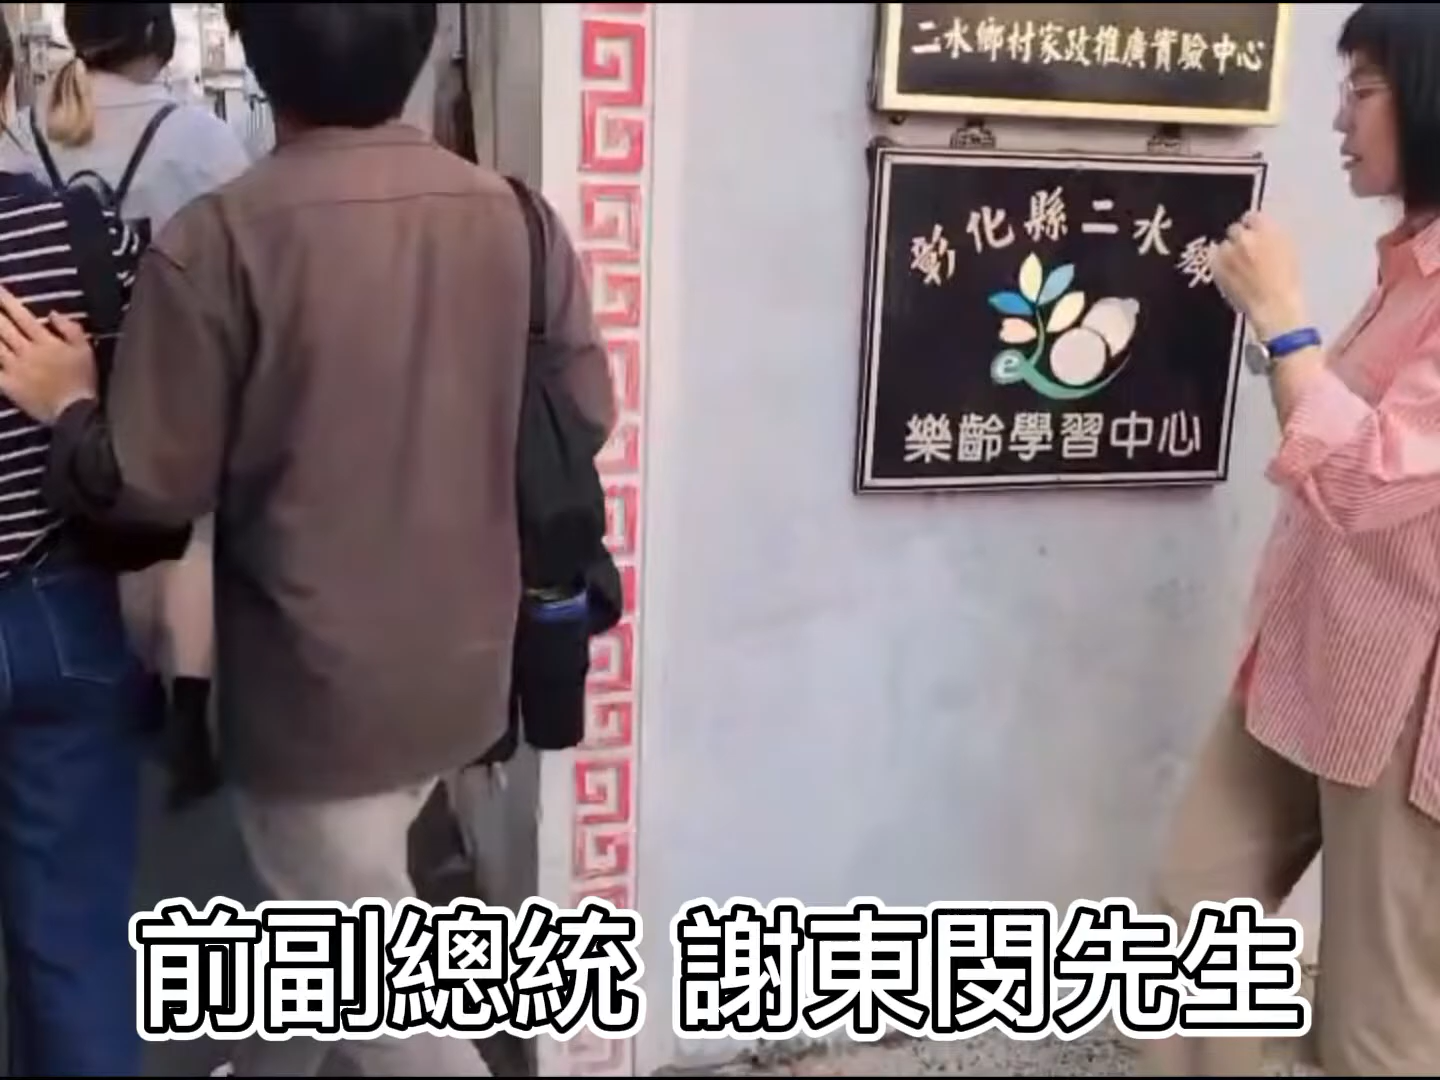 二水鄉村家政推廣實驗中心
彰化縣二水鄉
e
樂齡學習中心
前副總統 謝東閔先生